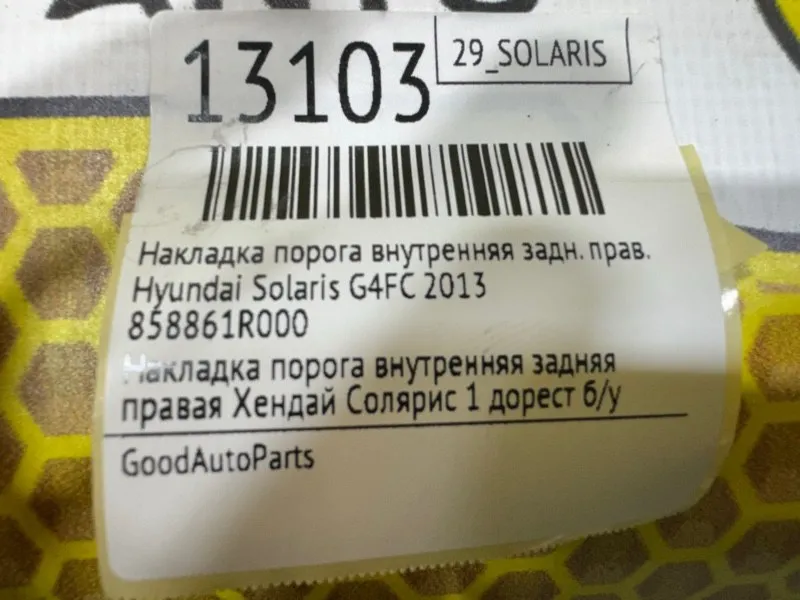 13103
29_SOLARIS
Накладка порога внутренняя задн. прав.
Hyundai Solaris G4FC 2013
858861R000
Накладка порога внутренняя задняя
правая Хендай Солярис 1 дорест б/у
GoodAutoParts